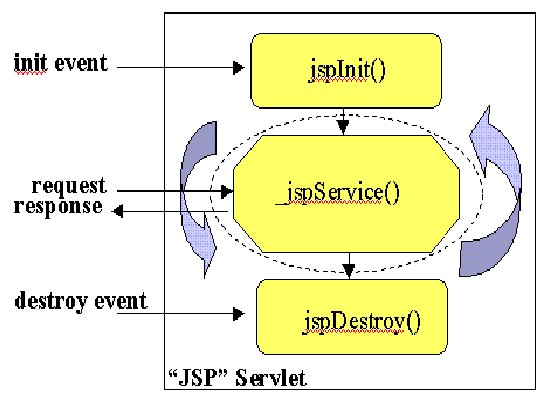 init event
jspInit()
request
response
_jspService()
destroy event
jspDestroy()
“JSP” Servlet